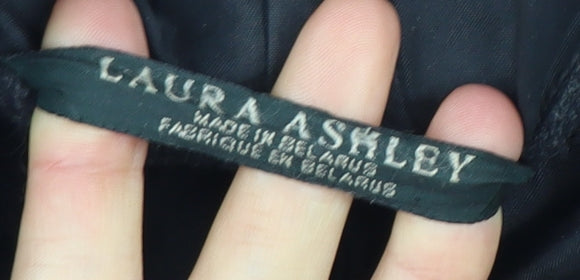 LAURA ASHLEY
MADE IN BELARUS
FABRIQUE EN BELARUS